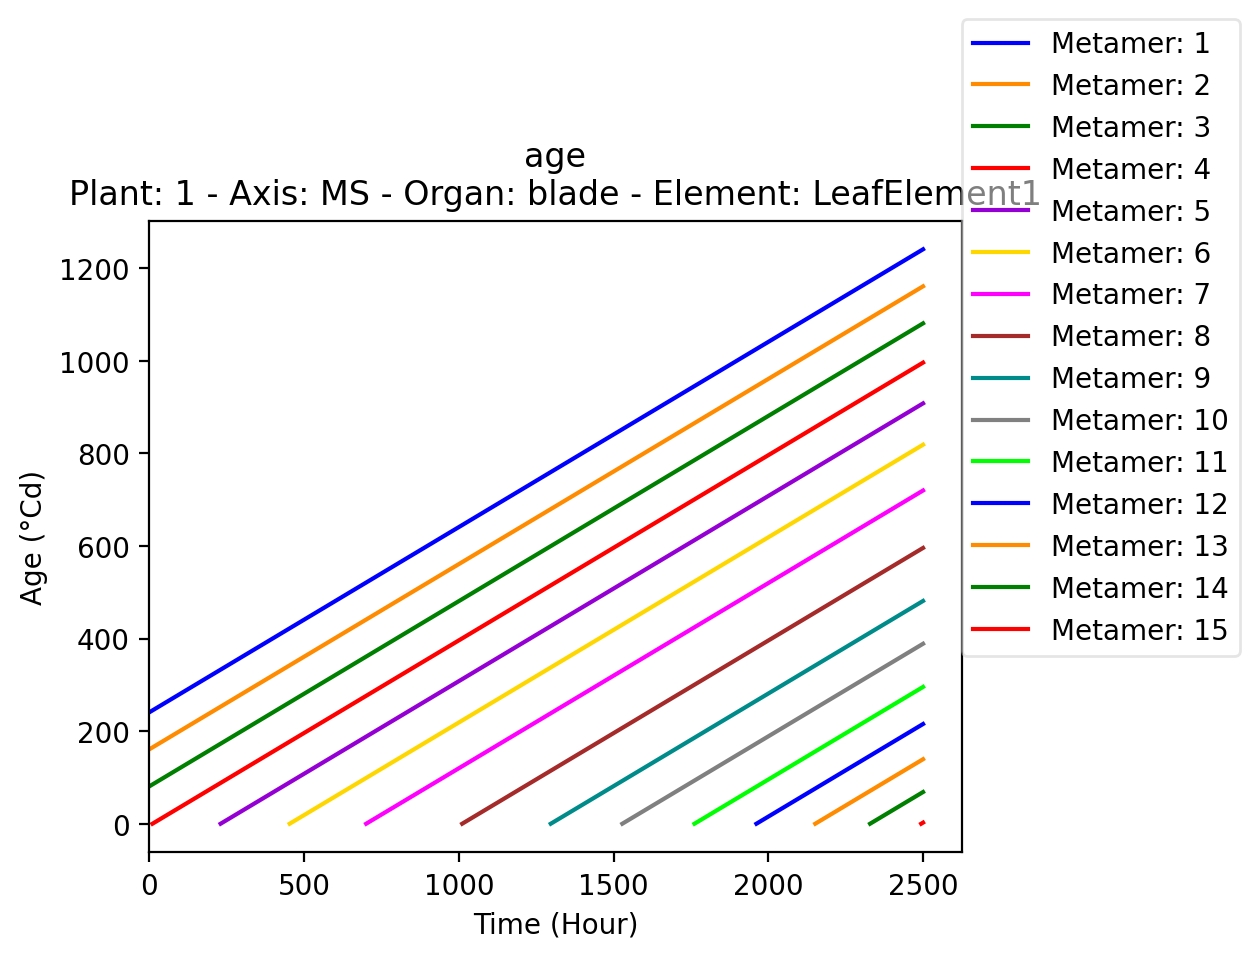 age
Plant: 1 - Axis: MS - Organ: blade - Element: LeafElement1
Metamer: 1
Metamer: 2
Metamer: 3
Metamer: 4
Metamer: 5
Metamer: 6
Metamer: 7
Metamer: 8
Metamer: 9
Metamer: 10
Metamer: 11
Metamer: 12
Metamer: 13
Metamer: 14
Metamer: 15
Age (°Cd)
1200
1000
800
600
400
200
0
0 500 1000 1500 2000 2500
Time (Hour)